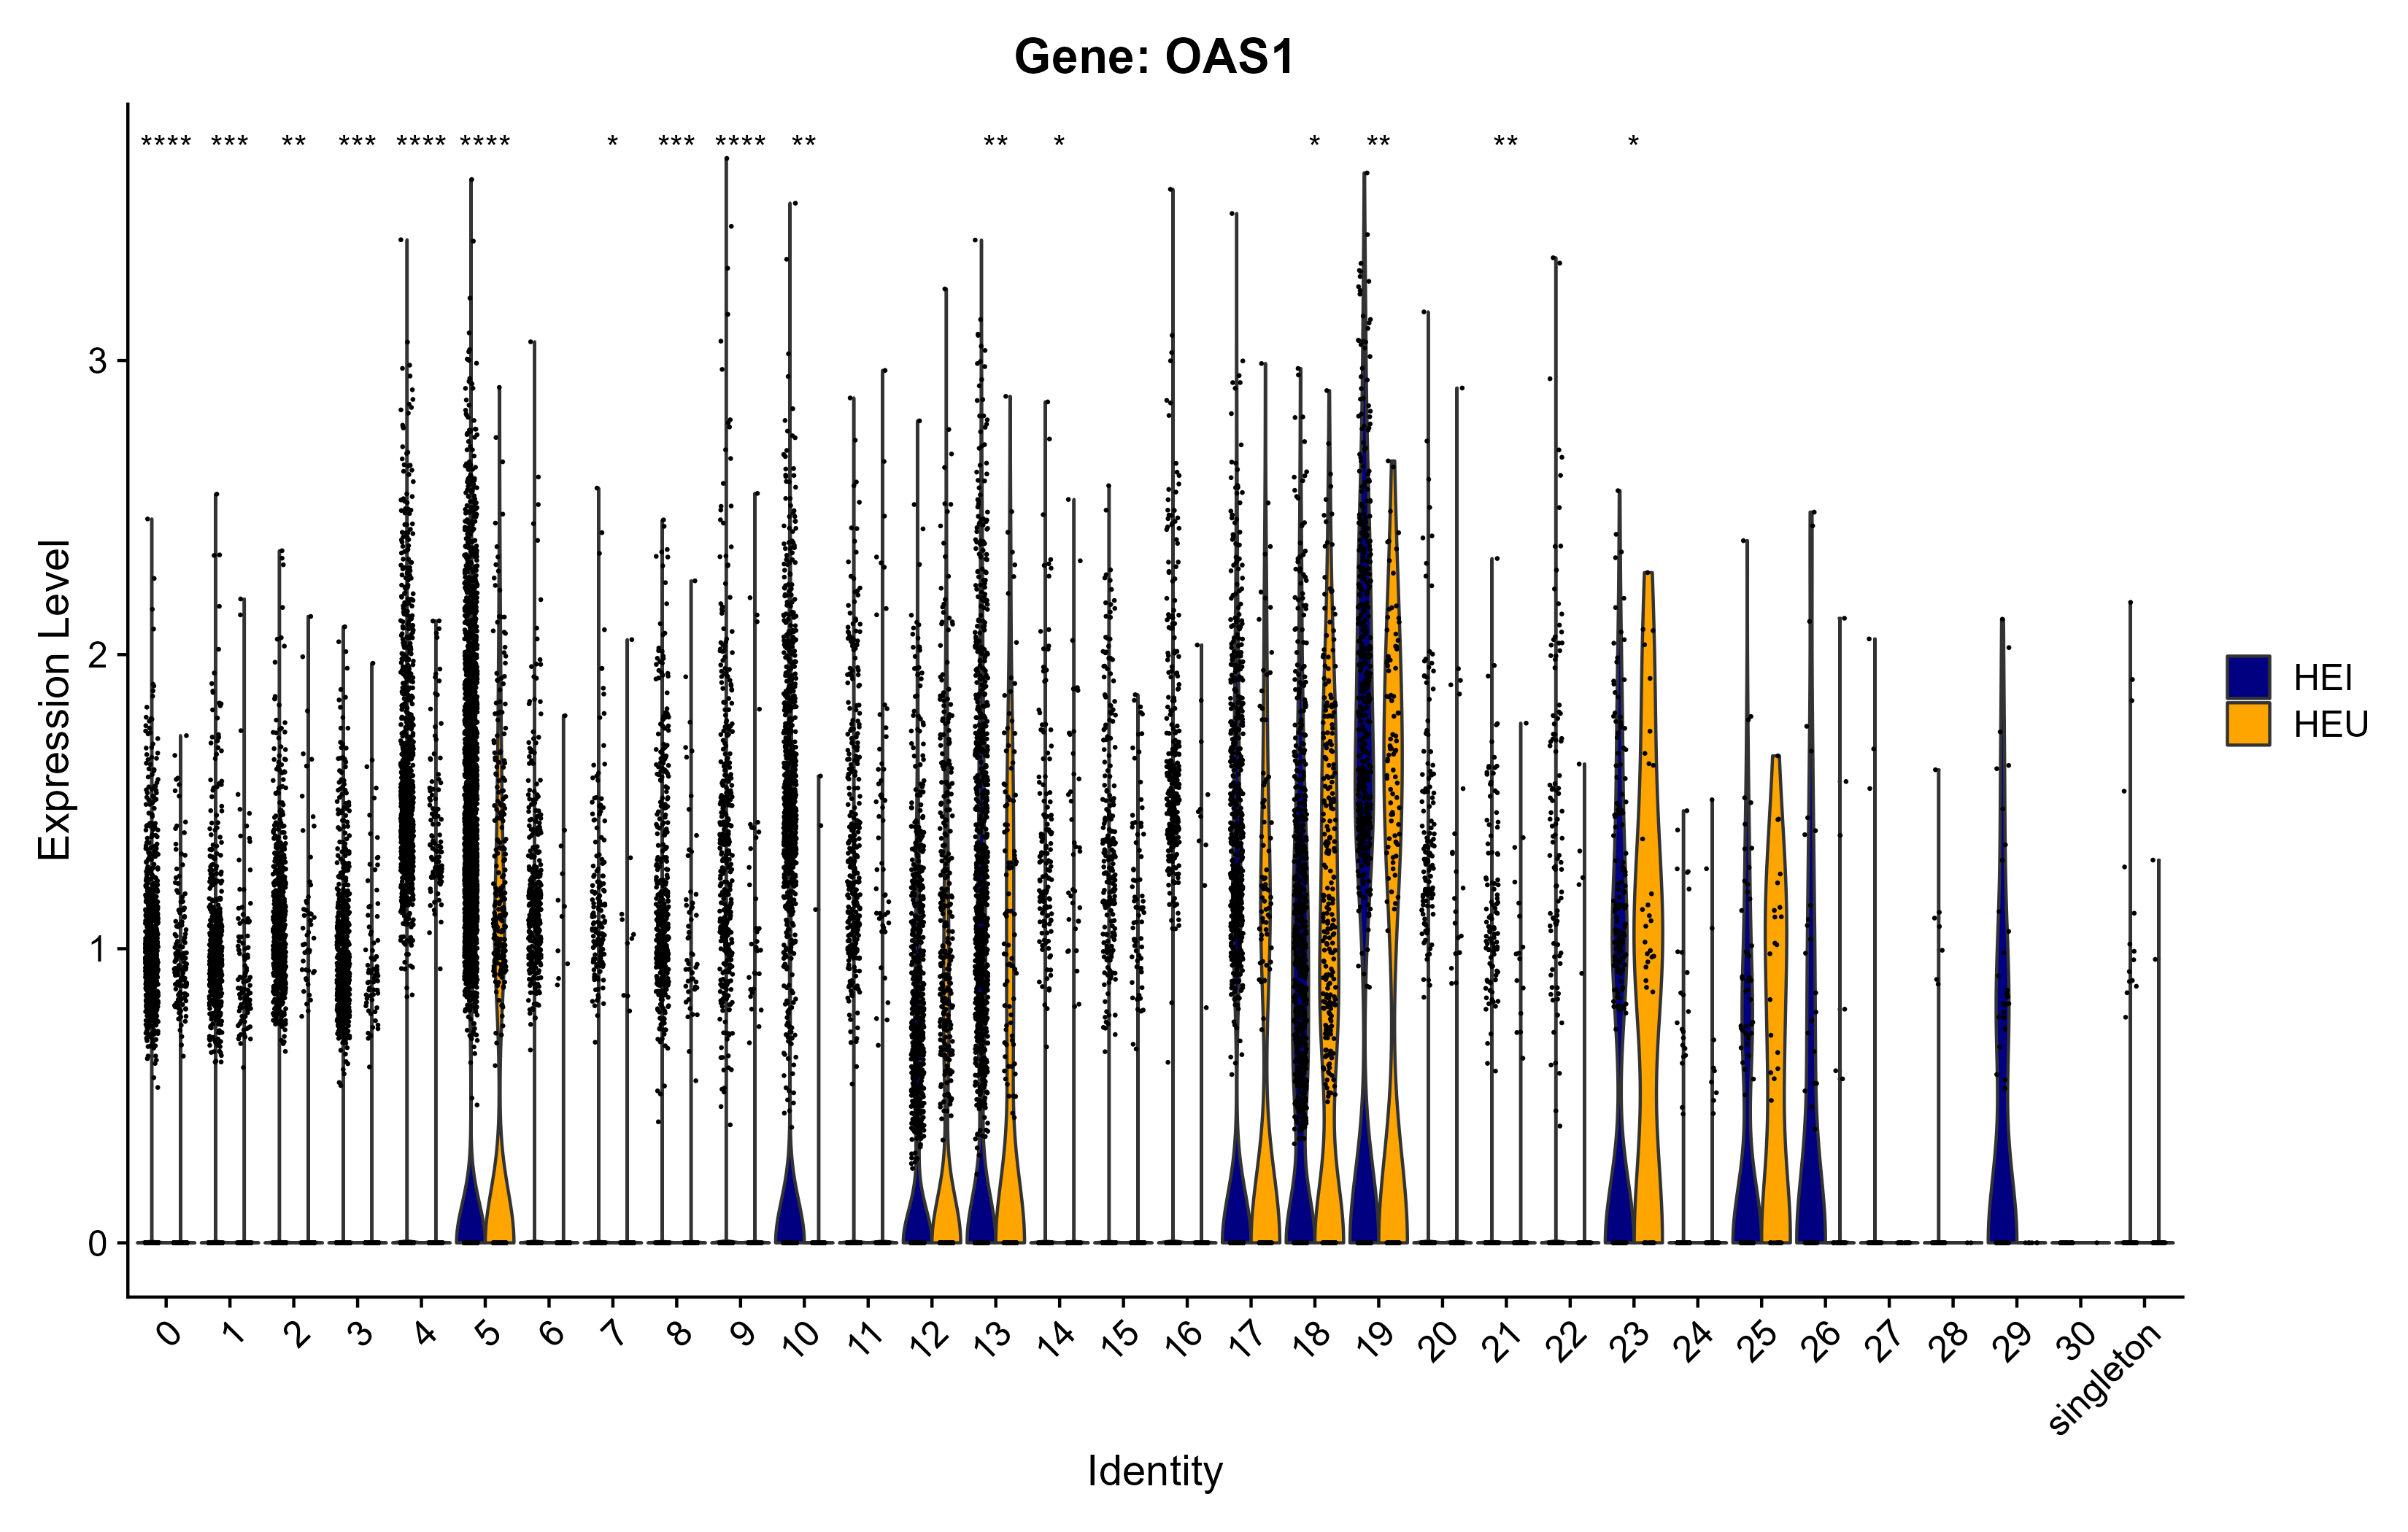 Gene: OAS1
**** *** ** *** **** **** * *** **** ** ** * * ** ** *
Expression Level
3
2
1
0
HEI
HEU
0 1 2 3 4 5 6 7 8 9 10 11 12 13 14 15 16 17 18 19 20 21 22 23 24 25 26 27 28 29 30 singleton
Identity